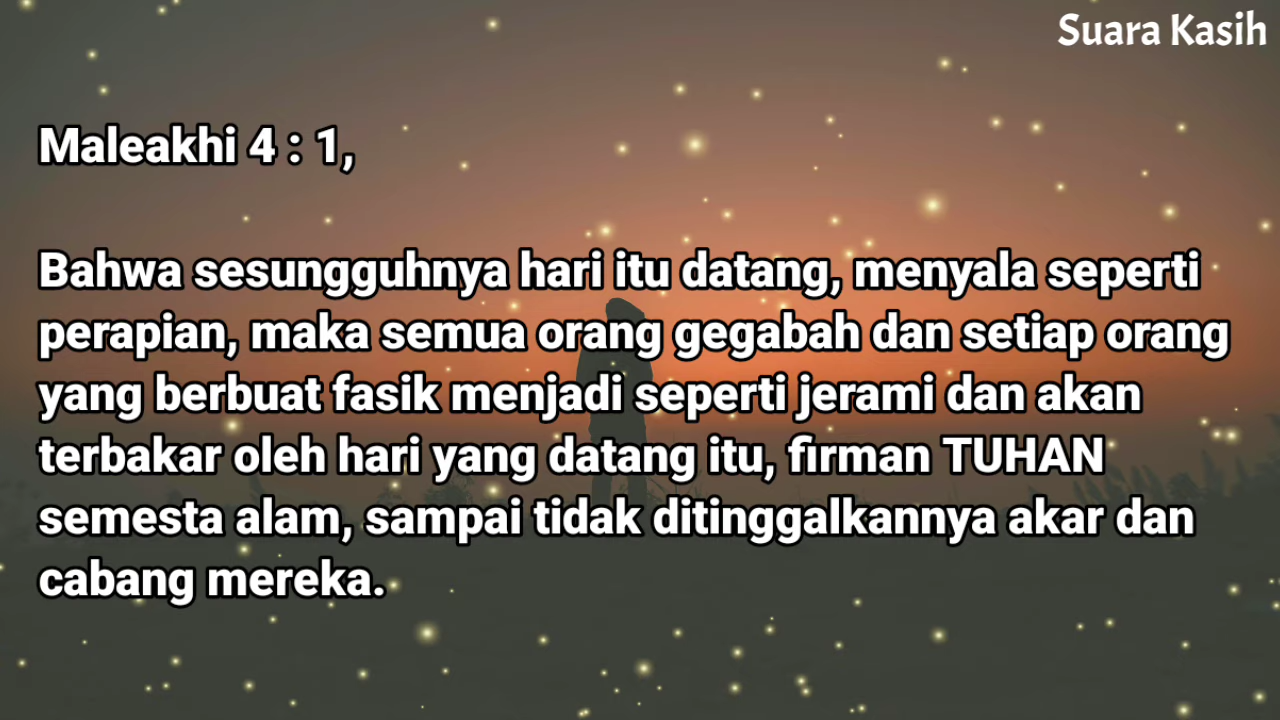 Suara Kasih
Maleakhi 4 : 1,
Bahwa sesungguhnya hari itu datang, menyala seperti
perapian, maka semua orang gegabah dan setiap orang
yang berbuat fasik menjadi seperti jerami dan akan
terbakar oleh hari yang datang itu, firman TUHAN
semesta alam, sampai tidak ditinggalkannya akar dan
cabang mereka.